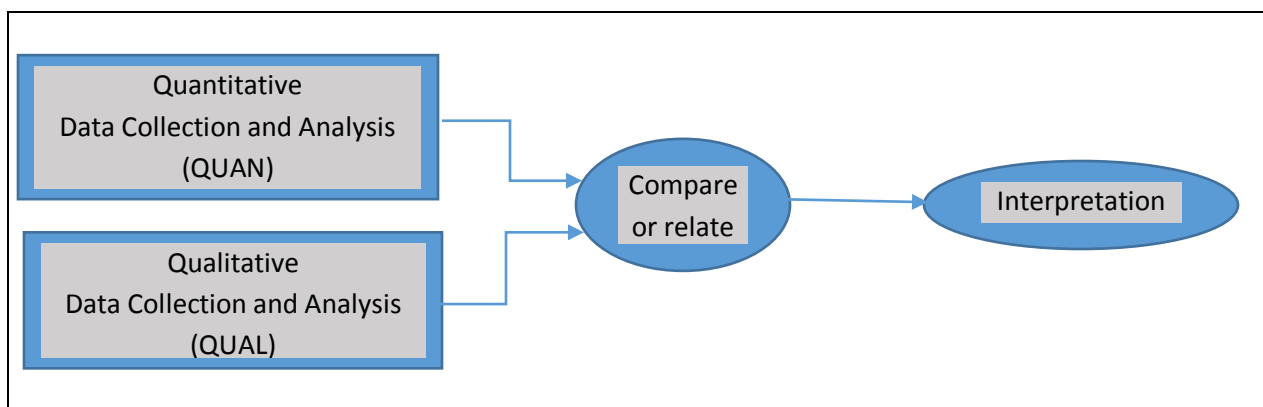 Quantitative
Data Collection and Analysis
(QUAN)
Qualitative
Data Collection and Analysis
(QUAL)
Compare
or relate
Interpretation